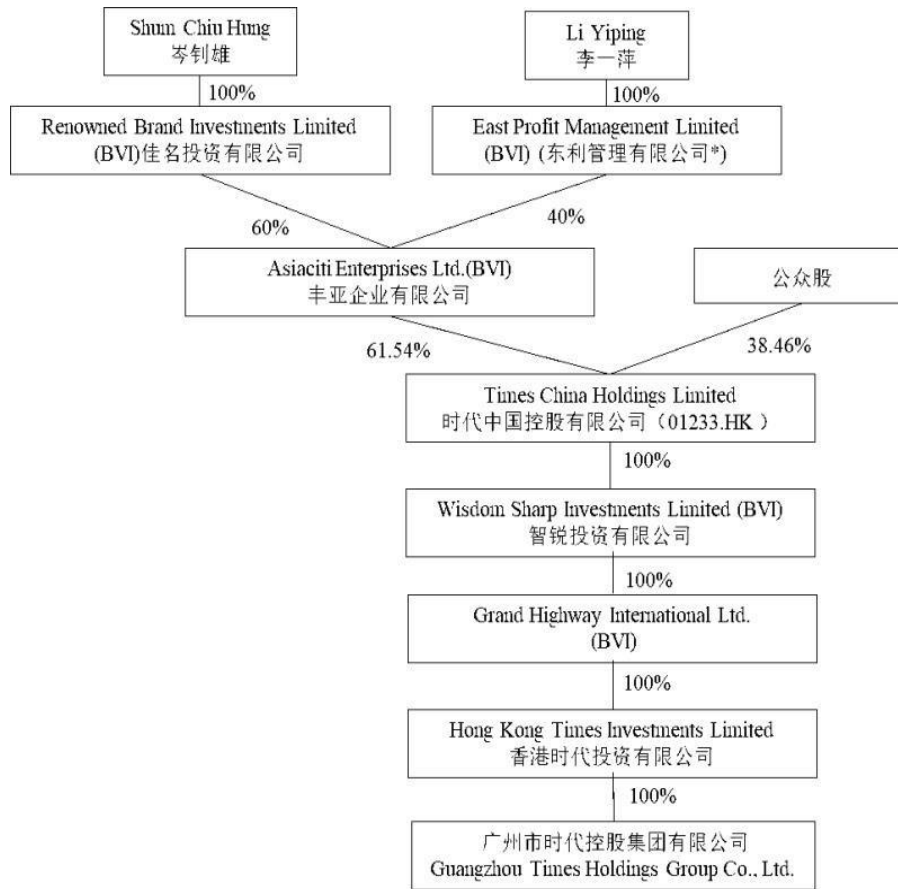 Shum Chiu Hung
岑钊雄
Li Yiping
李一萍
100%
100%
Renowned Brand Investments Limited
(BVI)佳名投资有限公司
East Profit Management Limited
(BVI) (东利管理有限公司*)
60%
40%
Asiaciti Enterprises Ltd.(BVI)
丰亚企业有限公司
公众股
61.54%
38.46%
Times China Holdings Limited
时代中国控股有限公司（01233.HK ）
100%
Wisdom Sharp Investments Limited (BVI)
智锐投资有限公司
100%
Grand Highway International Ltd.
(BVI)
100%
Hong Kong Times Investments Limited
香港时代投资有限公司
100%
广州市时代控股集团有限公司
Guangzhou Times Holdings Group Co., Ltd.